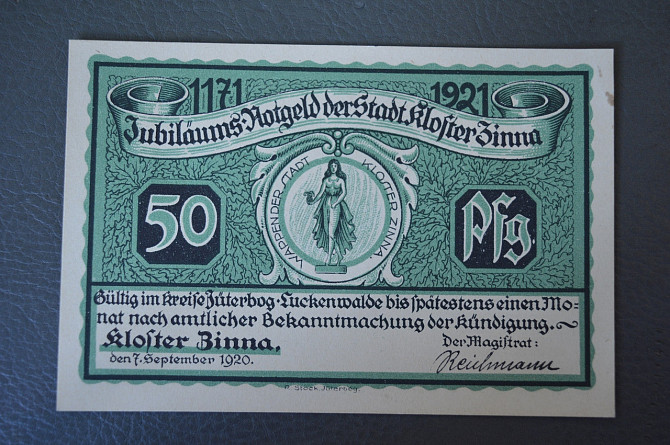 1171 1921
Jubiläums Notgeld der Stadt Kloster Zinna
WAPPEN DER STADT KLOSTER ZINNA.
50 Pfg.
Gültig im Kreise Jüterbog-Luckenwalde bis spätestens einen Mo-
nat nach amtlicher Bekanntmachung der Kündigung.
Kloster Zinna, Der Magistrat:
den 7. September 1920. Reichmann
Stock Jüterbog.